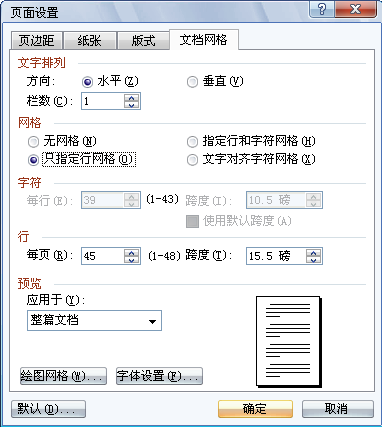 页面设置
页边距 纸张 版式 文档网格
文字排列
方向: 水平(Z) 垂直(V)
栏数(C): 1
网格
无网格(N) 指定行和字符网格(H)
只指定行网格(O) 文字对齐字符网格(X)
字符
每行(E): 39 (1-43) 跨度(I): 10.5 磅
使用默认跨度(A)
行
每页(R): 45 (1-48) 跨度(T): 15.5 磅
预览
应用于(Y):
整篇文档
绘图网格(W)... 字体设置(F)...
默认(D)... 确定 取消